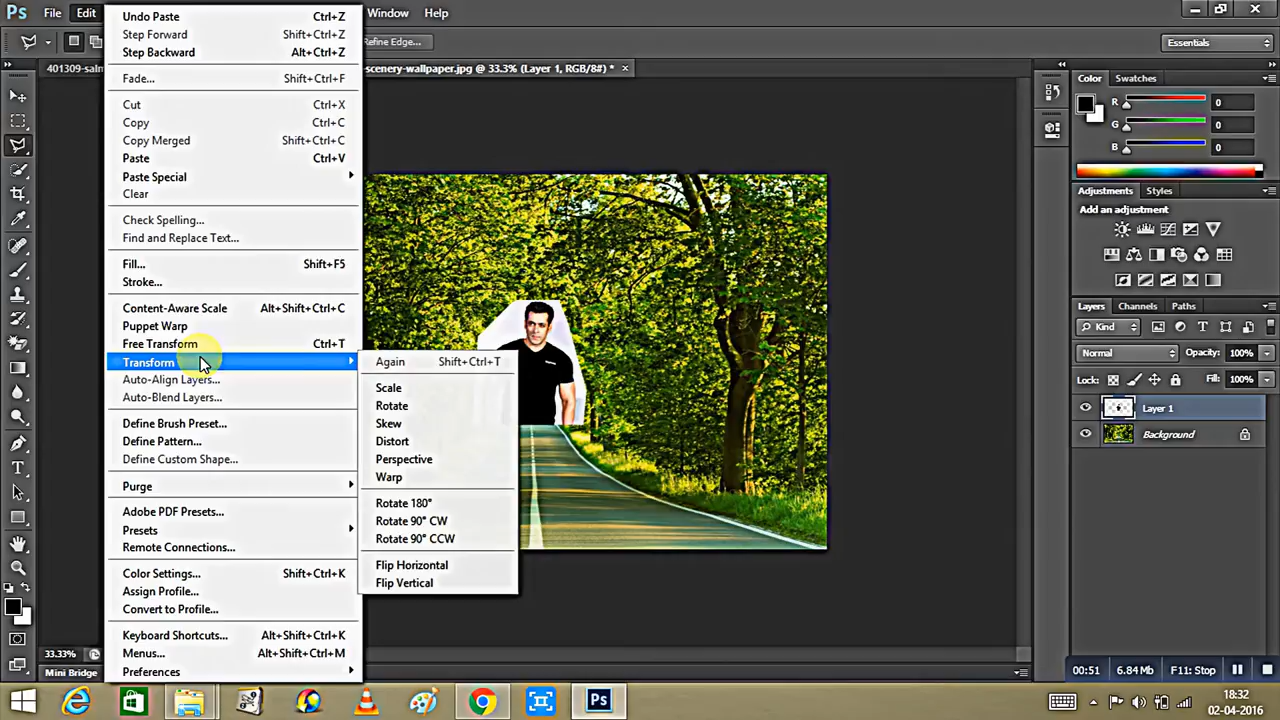 Ps File Edit Window Help
Refine Edge... Essentials
scenery-wallpaper.jpg @ 33.3% (Layer 1, RGB/8#) * ×
Undo Paste Ctrl+Z
Step Forward Shift+Ctrl+Z
Step Backward Alt+Ctrl+Z
Fade... Shift+Ctrl+F
Cut Ctrl+X
Copy Ctrl+C
Copy Merged Shift+Ctrl+C
Paste Ctrl+V
Paste Special
Clear
Check Spelling...
Find and Replace Text...
Fill... Shift+F5
Stroke...
Content-Aware Scale Alt+Shift+Ctrl+C
Puppet Warp
Free Transform Ctrl+T
Transform
Auto-Align Layers...
Auto-Blend Layers...
Define Brush Preset...
Define Pattern...
Define Custom Shape...
Purge
Adobe PDF Presets...
Presets
Remote Connections...
Color Settings... Shift+Ctrl+K
Assign Profile...
Convert to Profile...
Keyboard Shortcuts... Alt+Shift+Ctrl+K
Menus... Alt+Shift+Ctrl+M
Preferences
Again Shift+Ctrl+T
Scale
Rotate
Skew
Distort
Perspective
Warp
Rotate 180°
Rotate 90° CW
Rotate 90° CCW
Flip Horizontal
Flip Vertical
Color Swatches
R 0
G 0
B 0
Adjustments Styles
Add an adjustment
Layers Channels Paths
Kind
Normal Opacity: 100%
Lock: Fill: 100%
Layer 1
Background
33.33%
Mini Bridge
00:51 6.84 Mb F11: Stop
Ps
18:32
02-04-2016